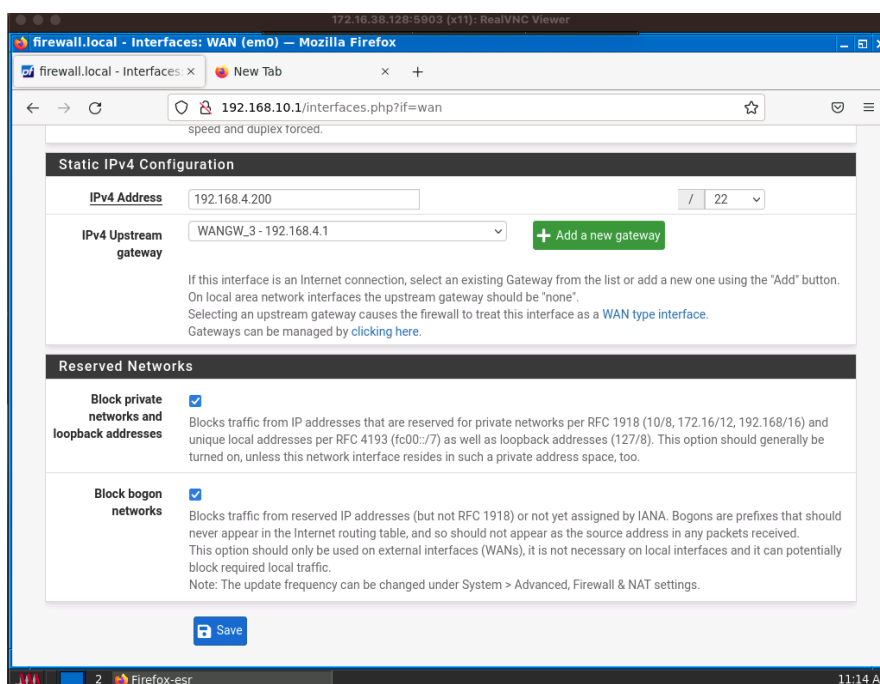 172.16.38.128:5903 (x11): RealVNC Viewer
firewall.local - Interfaces: WAN (em0) — Mozilla Firefox
firewall.local - Interfaces: × New Tab × +
192.168.10.1/interfaces.php?if=wan
speed and duplex forced.
Static IPv4 Configuration
IPv4 Address 192.168.4.200 / 22
IPv4 Upstream gateway WANGW_3 - 192.168.4.1 Add a new gateway
If this interface is an Internet connection, select an existing Gateway from the list or add a new one using the "Add" button.
On local area network interfaces the upstream gateway should be "none".
Selecting an upstream gateway causes the firewall to treat this interface as a WAN type interface.
Gateways can be managed by clicking here.
Reserved Networks
Block private
networks and
loopback addresses
Blocks traffic from IP addresses that are reserved for private networks per RFC 1918 (10/8, 172.16/12, 192.168/16) and
unique local addresses per RFC 4193 (fc00::/7) as well as loopback addresses (127/8). This option should generally be
turned on, unless this network interface resides in such a private address space, too.
Block bogon
networks
Blocks traffic from reserved IP addresses (but not RFC 1918) or not yet assigned by IANA. Bogons are prefixes that should
never appear in the Internet routing table, and so should not appear as the source address in any packets received.
This option should only be used on external interfaces (WANs), it is not necessary on local interfaces and it can potentially
block required local traffic.
Note: The update frequency can be changed under System > Advanced, Firewall & NAT settings.
Save
2 Firefox-esr 11:14 A